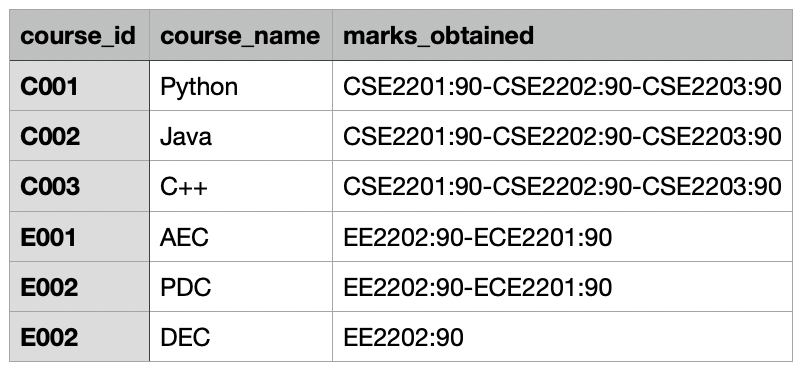 course_id course_name marks_obtained
C001 Python CSE2201:90-CSE2202:90-CSE2203:90
C002 Java CSE2201:90-CSE2202:90-CSE2203:90
C003 C++ CSE2201:90-CSE2202:90-CSE2203:90
E001 AEC EE2202:90-ECE2201:90
E002 PDC EE2202:90-ECE2201:90
E002 DEC EE2202:90